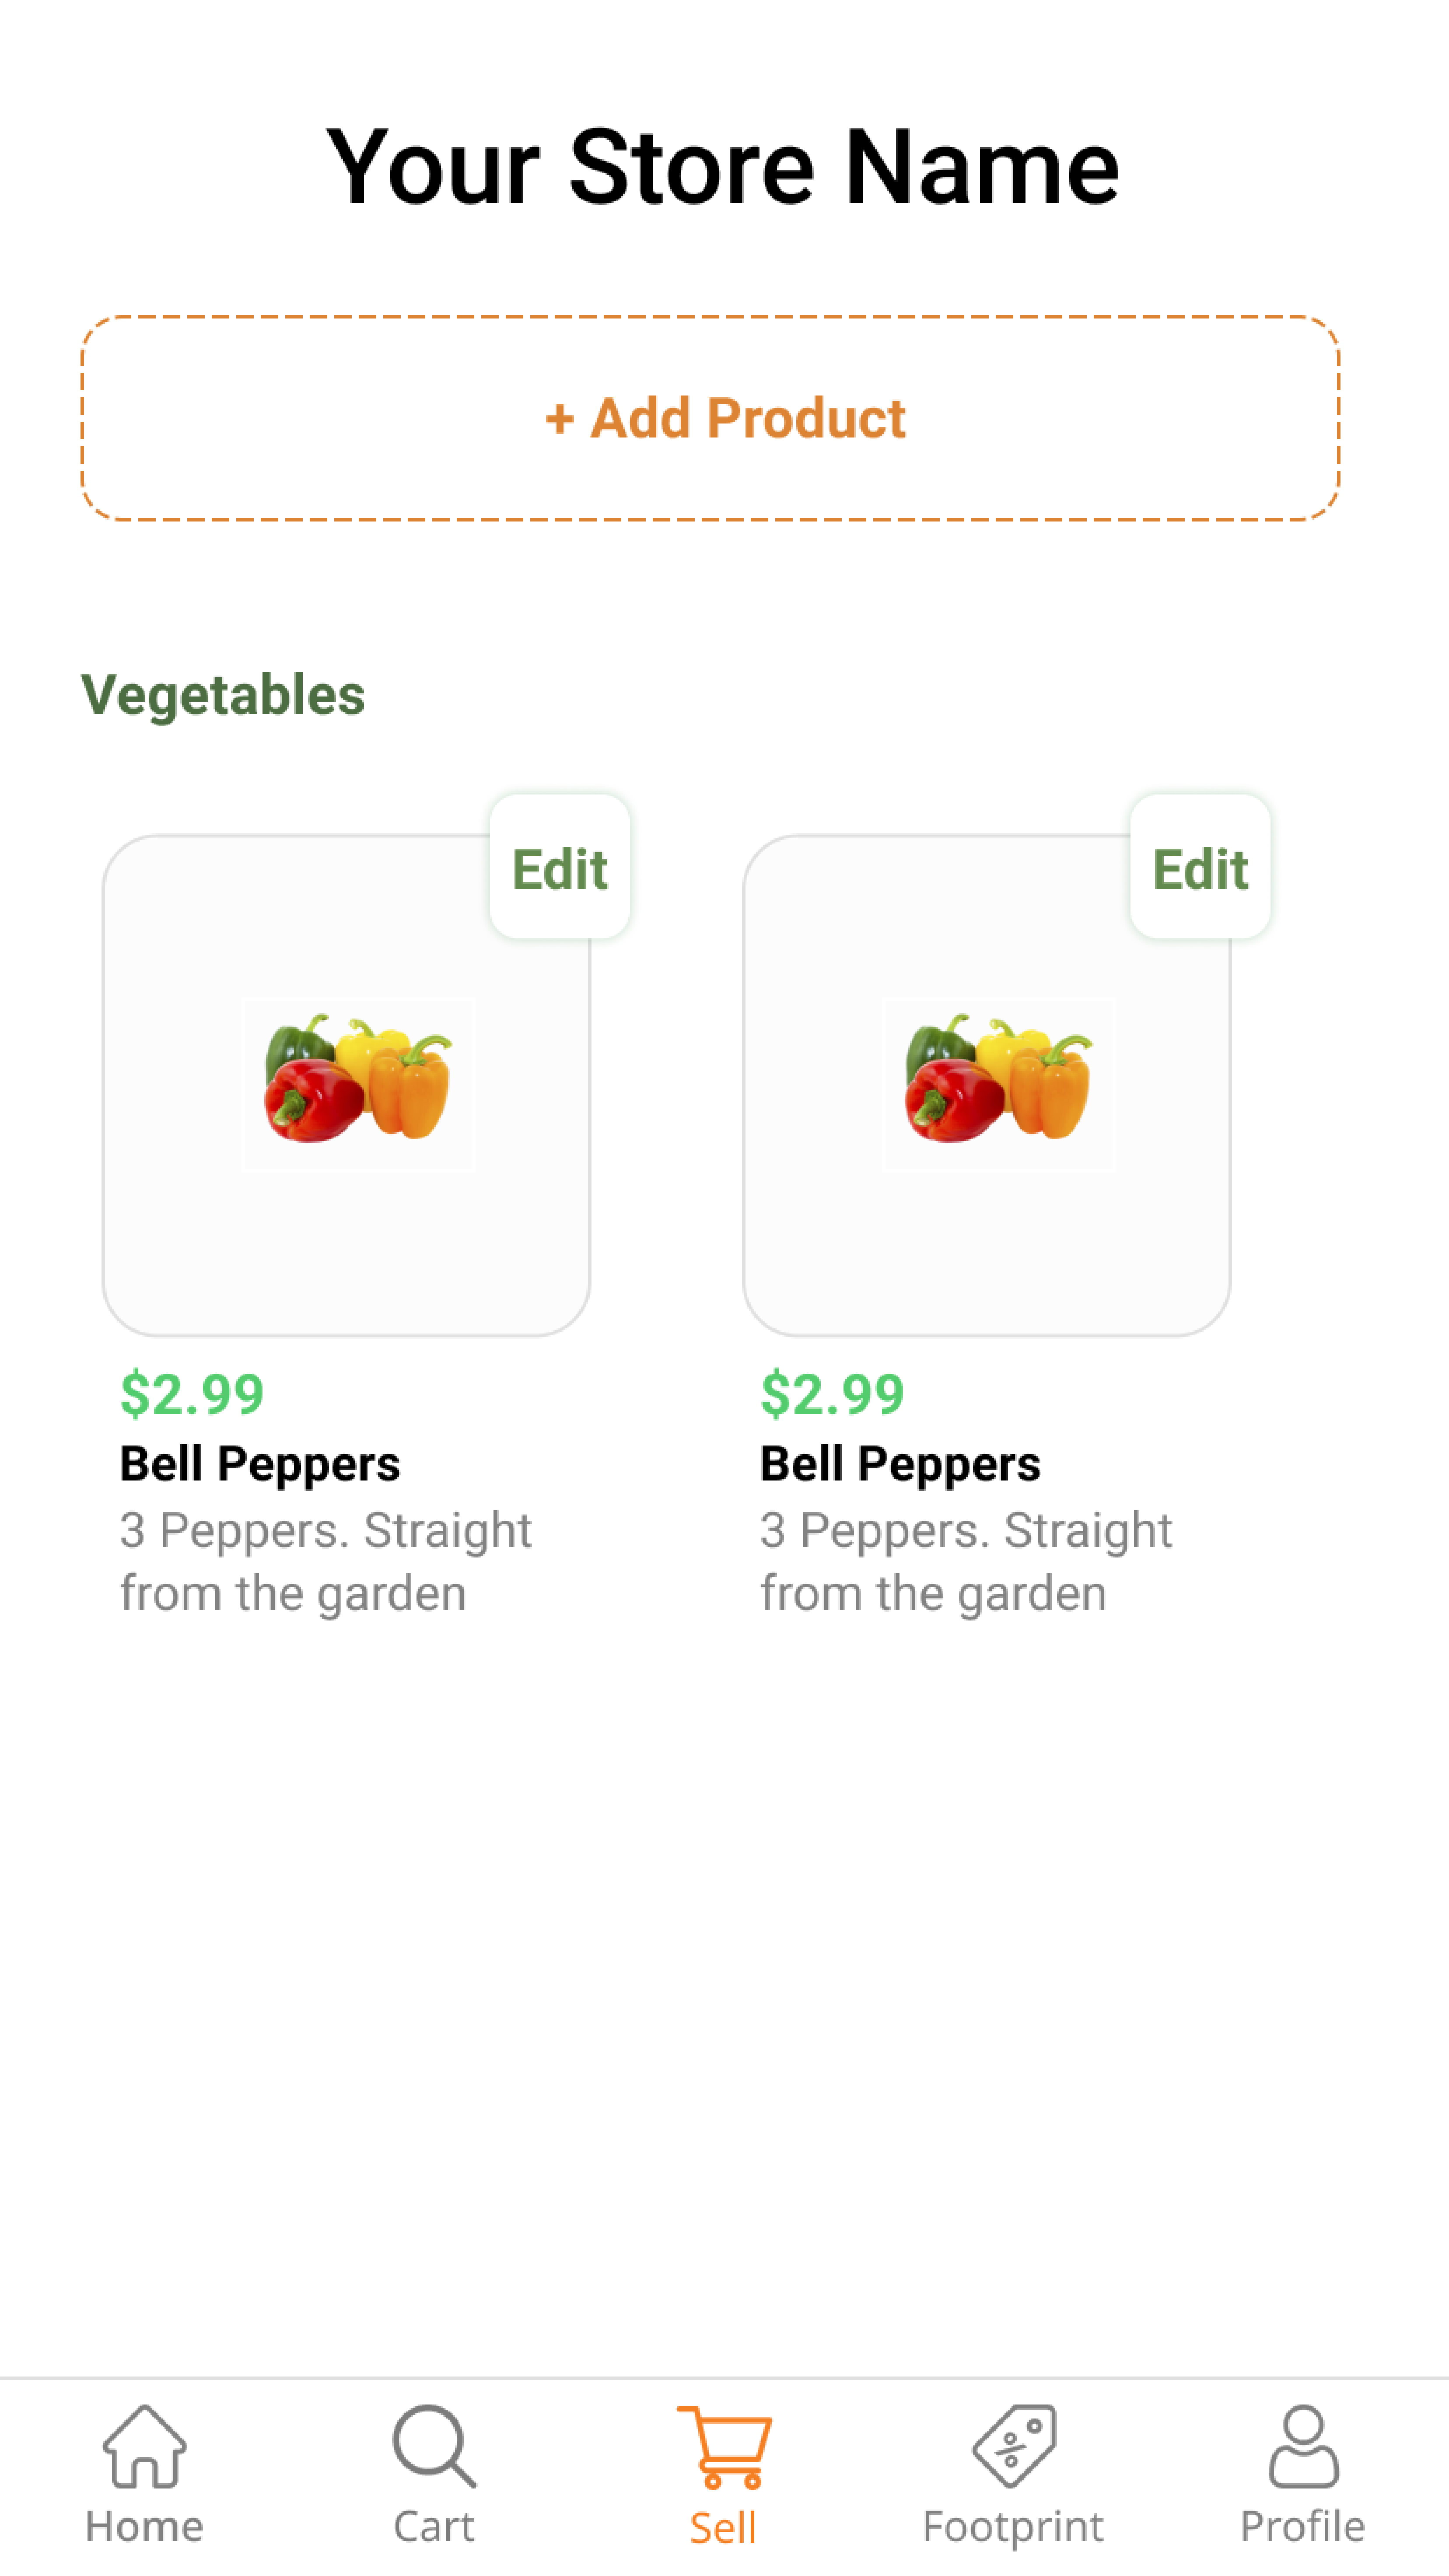 Your Store Name
+ Add Product
Vegetables
Edit
Edit
$2.99
Bell Peppers
3 Peppers. Straight
from the garden
$2.99
Bell Peppers
3 Peppers. Straight
from the garden
Home
Cart
Sell
Footprint
Profile